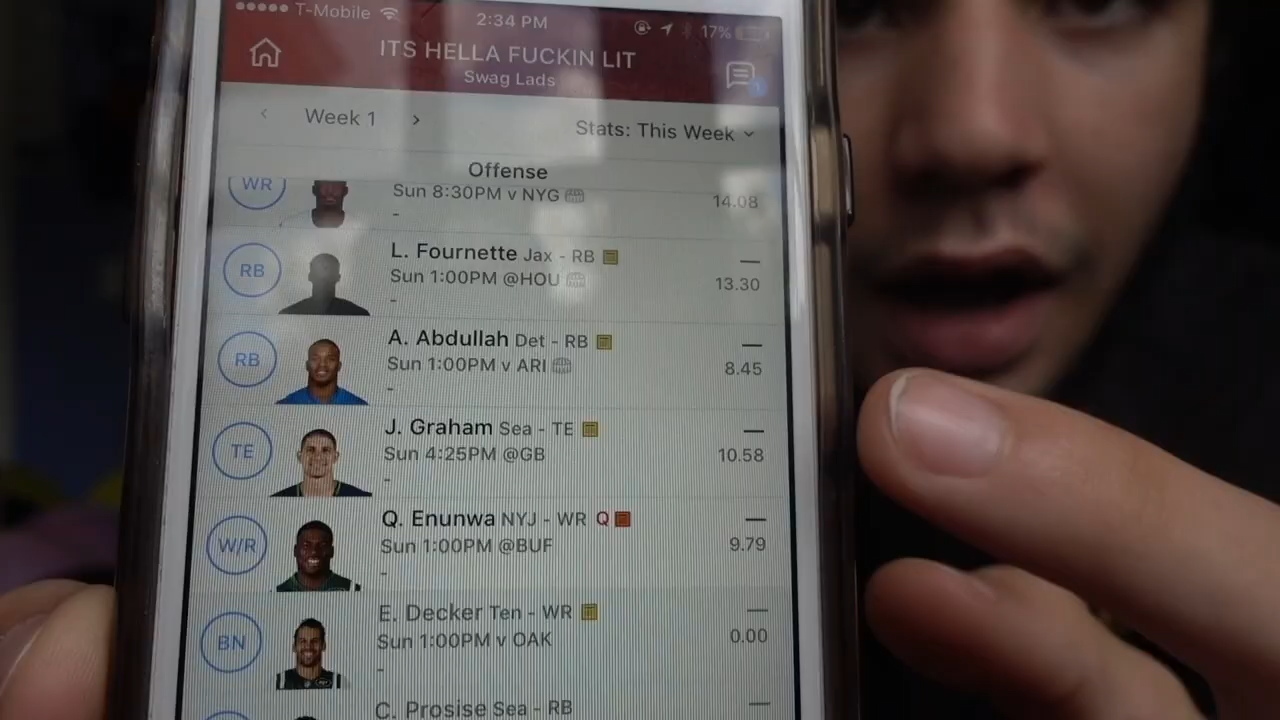 T-Mobile 2:34 PM 17%
ITS HELLA FUCKIN LIT
Swag Lads
Week 1
Stats: This Week
Offense
WR
Sun 8:30PM v NYG
14.08
-
RB
L. Fournette Jax - RB
—
Sun 1:00PM @HOU
13.30
-
RB
A. Abdullah Det - RB
—
Sun 1:00PM v ARI
8.45
-
TE
J. Graham Sea - TE
—
Sun 4:25PM @GB
10.58
-
W/R
Q. Enunwa NYJ - WR Q
—
Sun 1:00PM @BUF
9.79
-
BN
E. Decker Ten - WR
—
Sun 1:00PM v OAK
0.00
-
C. Prosise Sea - RB
—